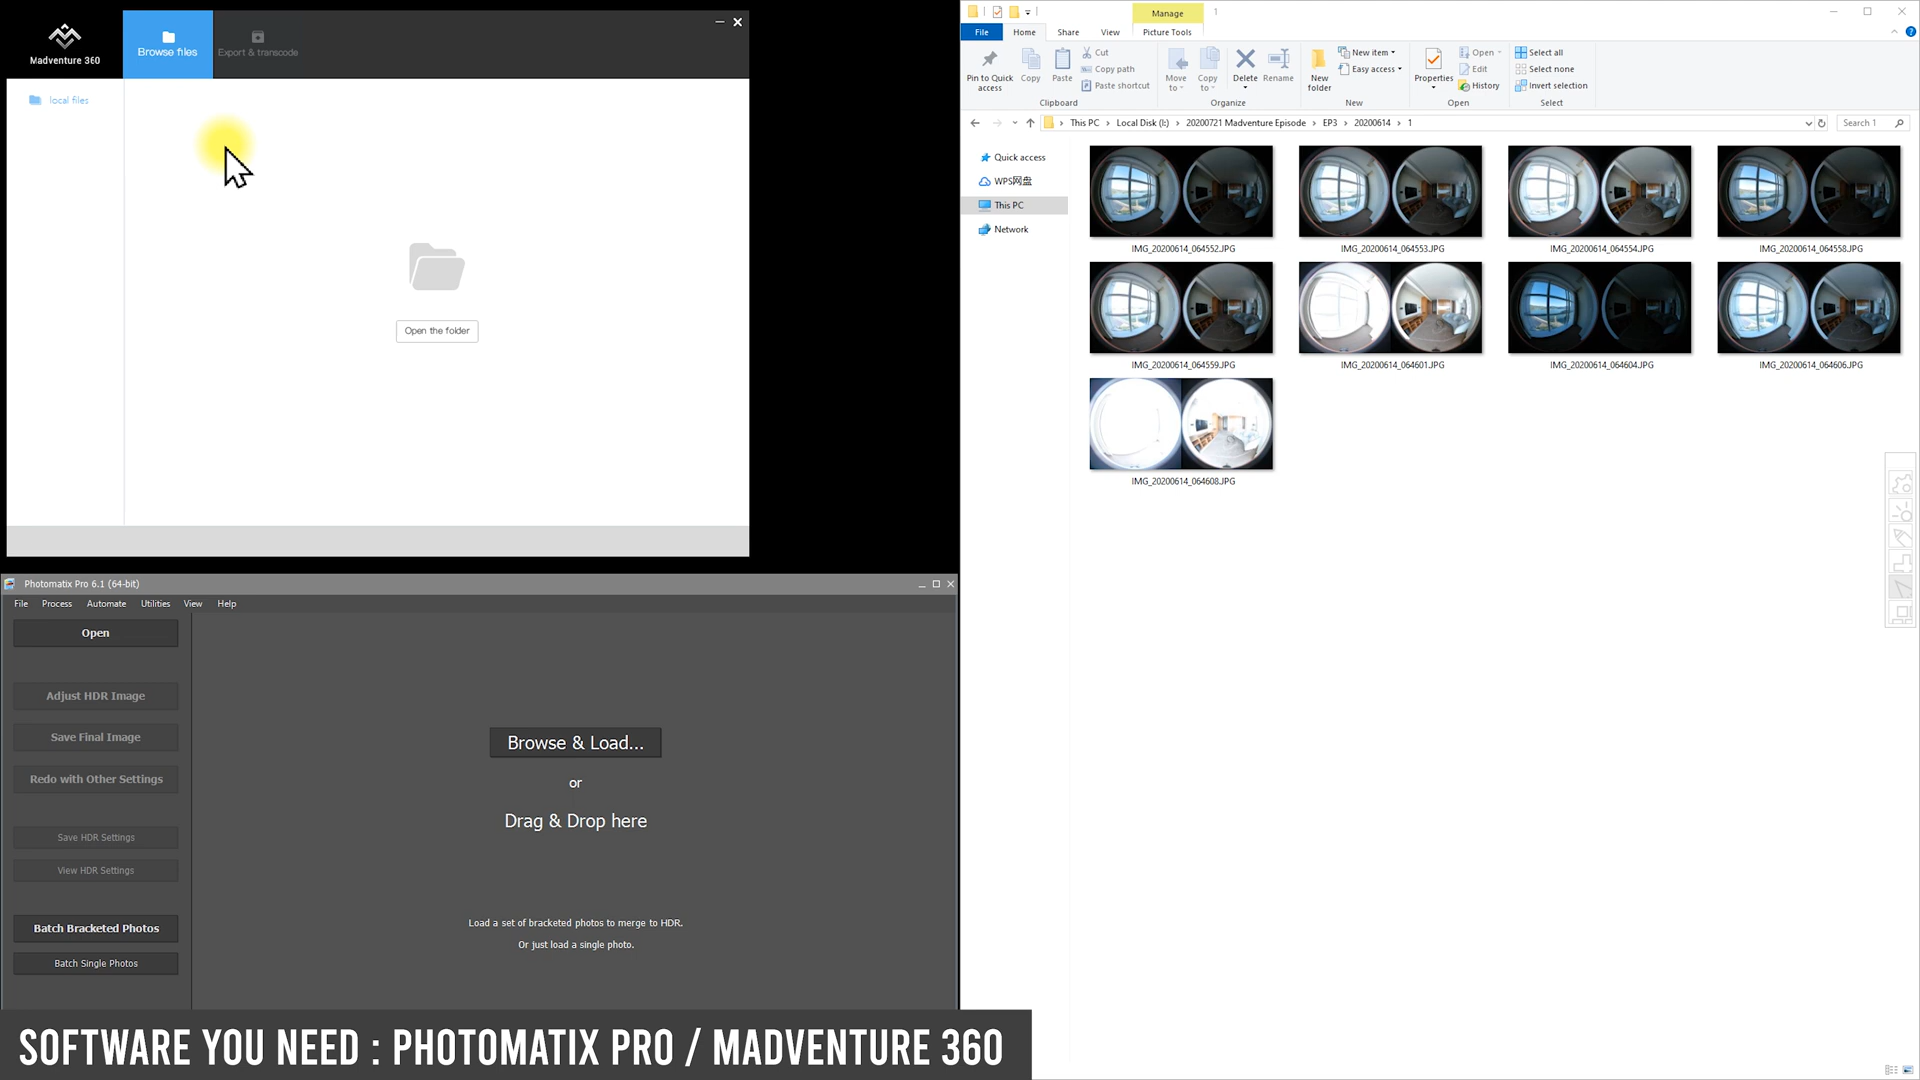 Madventure 360
Browse files
Export & transcode
local files
Open the folder
Photomatix Pro 6.1 (64-bit)
File Process Automate Utilities View Help
Open
Adjust HDR Image
Save Final Image
Redo with Other Settings
Save HDR Settings
View HDR Settings
Batch Bracketed Photos
Batch Single Photos
Browse & Load...
or
Drag & Drop here
Load a set of bracketed photos to merge to HDR.
Or just load a single photo.
Manage 1
File Home Share View Picture Tools
Pin to Quick access
Copy
Paste
Cut
Copy path
Paste shortcut
Clipboard
Move to
Copy to
Delete
Rename
Organize
New folder
New item
Easy access
New
Properties
Open
Edit
History
Open
Select all
Select none
Invert selection
Select
This PC > Local Disk (I:) > 20200721 Madventure Episode > EP3 > 20200614 > 1
Search 1
Quick access
WPS网盘
This PC
Network
IMG_20200614_064552.JPG
IMG_20200614_064553.JPG
IMG_20200614_064554.JPG
IMG_20200614_064558.JPG
IMG_20200614_064559.JPG
IMG_20200614_064601.JPG
IMG_20200614_064604.JPG
IMG_20200614_064606.JPG
IMG_20200614_064608.JPG
SOFTWARE YOU NEED : PHOTOMATIX PRO / MADVENTURE 360